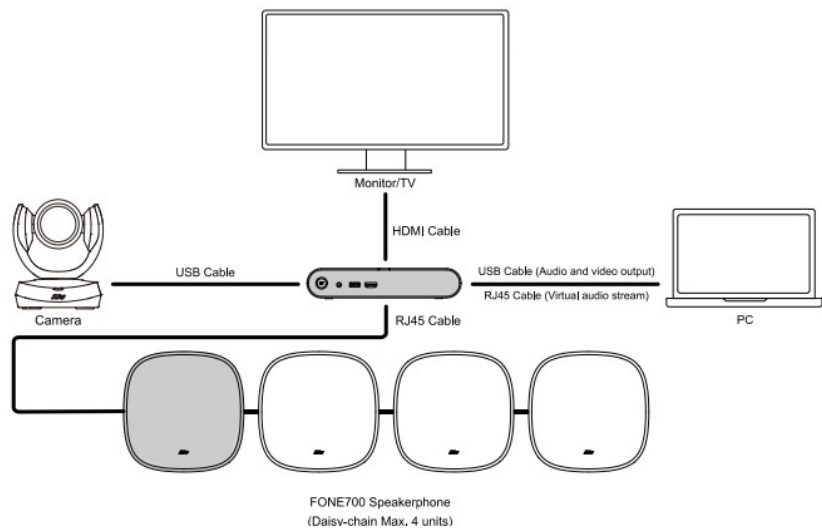 Monitor/TV
HDMI Cable
USB Cable
USB Cable (Audio and video output)
RJ45 Cable (Virtual audio stream)
RJ45 Cable
Camera
PC
FONE700 Speakerphone
(Daisy-chain Max. 4 units)